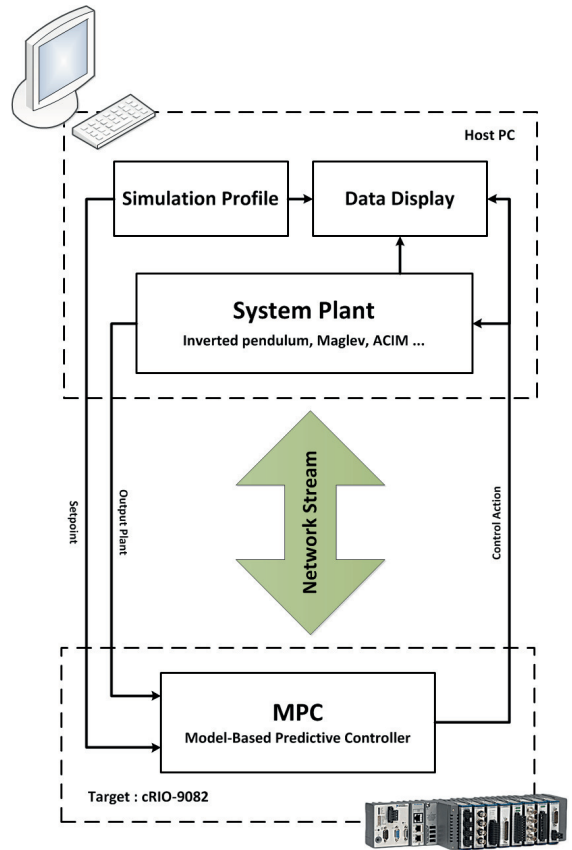 Host PC
Simulation Profile
Data Display
System Plant
Inverted pendulum, Maglev, ACIM ...
Setpoint
Output Plant
Network Stream
Control Action
MPC
Model-Based Predictive Controller
Target : cRIO-9082